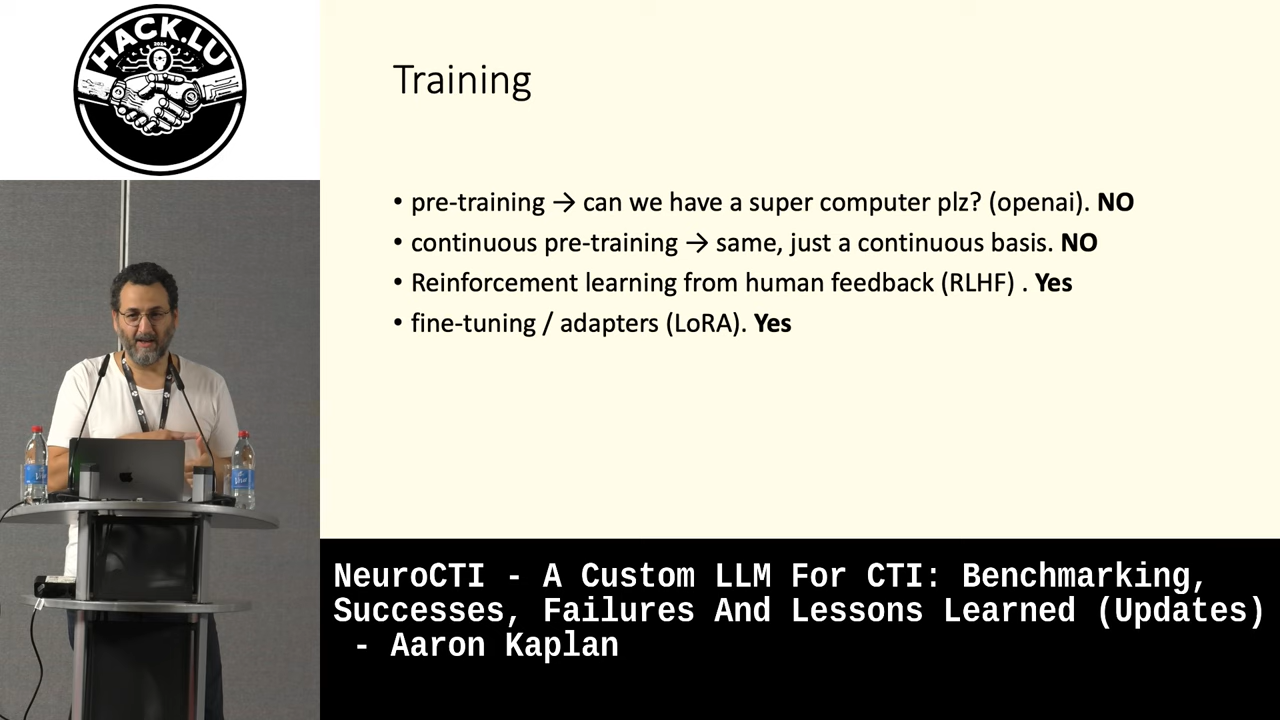 HACK.LU
2024
Training
• pre-training → can we have a super computer plz? (openai). NO
• continuous pre-training → same, just a continuous basis. NO
• Reinforcement learning from human feedback (RLHF) . Yes
• fine-tuning / adapters (LoRA). Yes
NeuroCTI - A Custom LLM For CTI: Benchmarking,
Successes, Failures And Lessons Learned (Updates)
- Aaron Kaplan